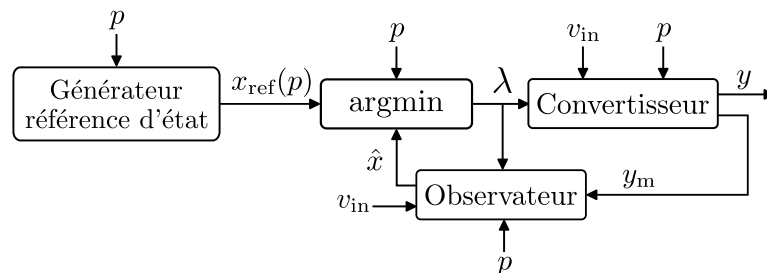 p
p
v_in
p
Générateur
référence d'état
x_ref(p)
argmin
λ
Convertisseur
y
x̂
Observateur
y_m
v_in
p